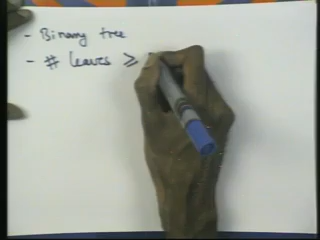 - Binary tree
- # leaves ≥